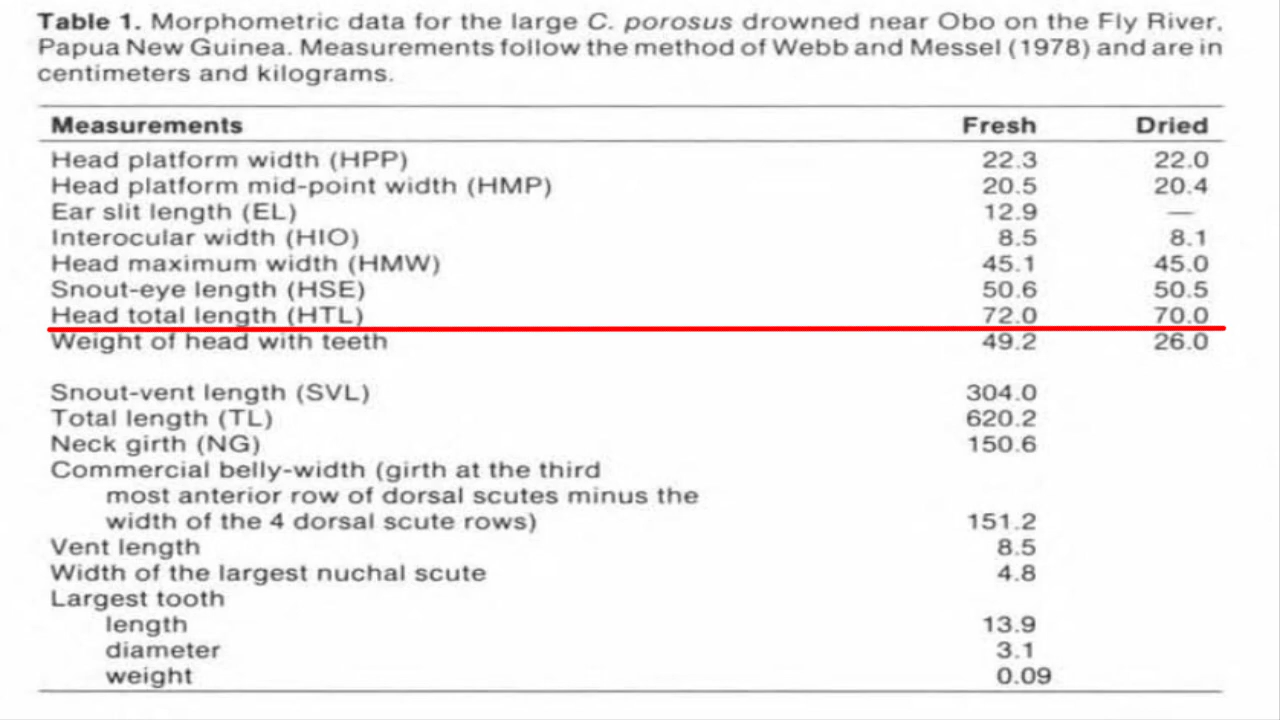 Table 1. Morphometric data for the large C. porosus drowned near Obo on the Fly River,
Papua New Guinea. Measurements follow the method of Webb and Messel (1978) and are in
centimeters and kilograms.
Measurements Fresh Dried
Head platform width (HPP) 22.3 22.0
Head platform mid-point width (HMP) 20.5 20.4
Ear slit length (EL) 12.9 —
Interocular width (HIO) 8.5 8.1
Head maximum width (HMW) 45.1 45.0
Snout-eye length (HSE) 50.6 50.5
Head total length (HTL) 72.0 70.0
Weight of head with teeth 49.2 26.0
Snout-vent length (SVL) 304.0
Total length (TL) 620.2
Neck girth (NG) 150.6
Commercial belly-width (girth at the third
most anterior row of dorsal scutes minus the
width of the 4 dorsal scute rows) 151.2
Vent length 8.5
Width of the largest nuchal scute 4.8
Largest tooth
length 13.9
diameter 3.1
weight 0.09